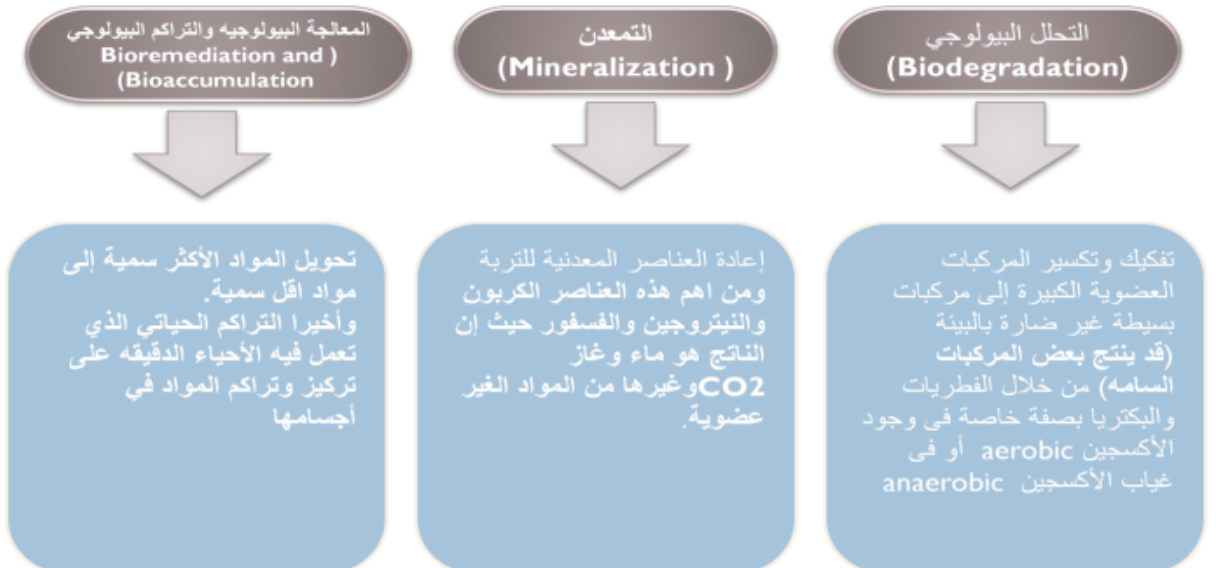 التحلل البيولوجي
(Biodegradation)
تفكيك وتكسير المركبات
العضوية الكبيرة إلى مركبات
بسيطة غير ضارة بالبيئة
(قد ينتج بعض المركبات
السامه) من خلال الفطريات
والبكتريا بصفة خاصة فى وجود
الأكسجين aerobic أو فى
غياب الأكسجين anaerobic
التمعدن
(Mineralization )
إعادة العناصر المعدنية للتربة
ومن اهم هذه العناصر الكربون
والنيتروجين والفسفور حيث إن
الناتج هو ماء وغاز
CO2وغيرها من المواد الغير
عضوية.
المعالجة البيولوجيه والتراكم البيولوجي
Bioremediation and )
(Bioaccumulation
تحويل المواد الأكثر سمية إلى
مواد اقل سمية.
وأخيرا التراكم الحياتي الذي
تعمل فيه الأحياء الدقيقه على
تركيز وتراكم المواد في
أجسامها